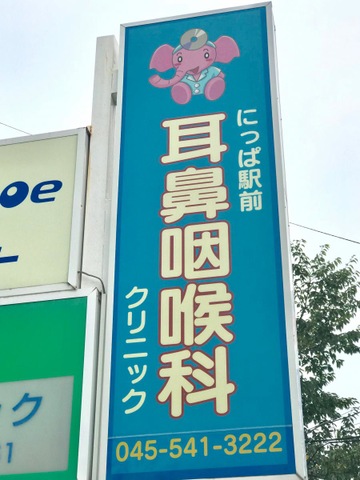 にっぱ駅前
耳鼻咽喉科
クリニック
045-541-3222
oe
ック
31